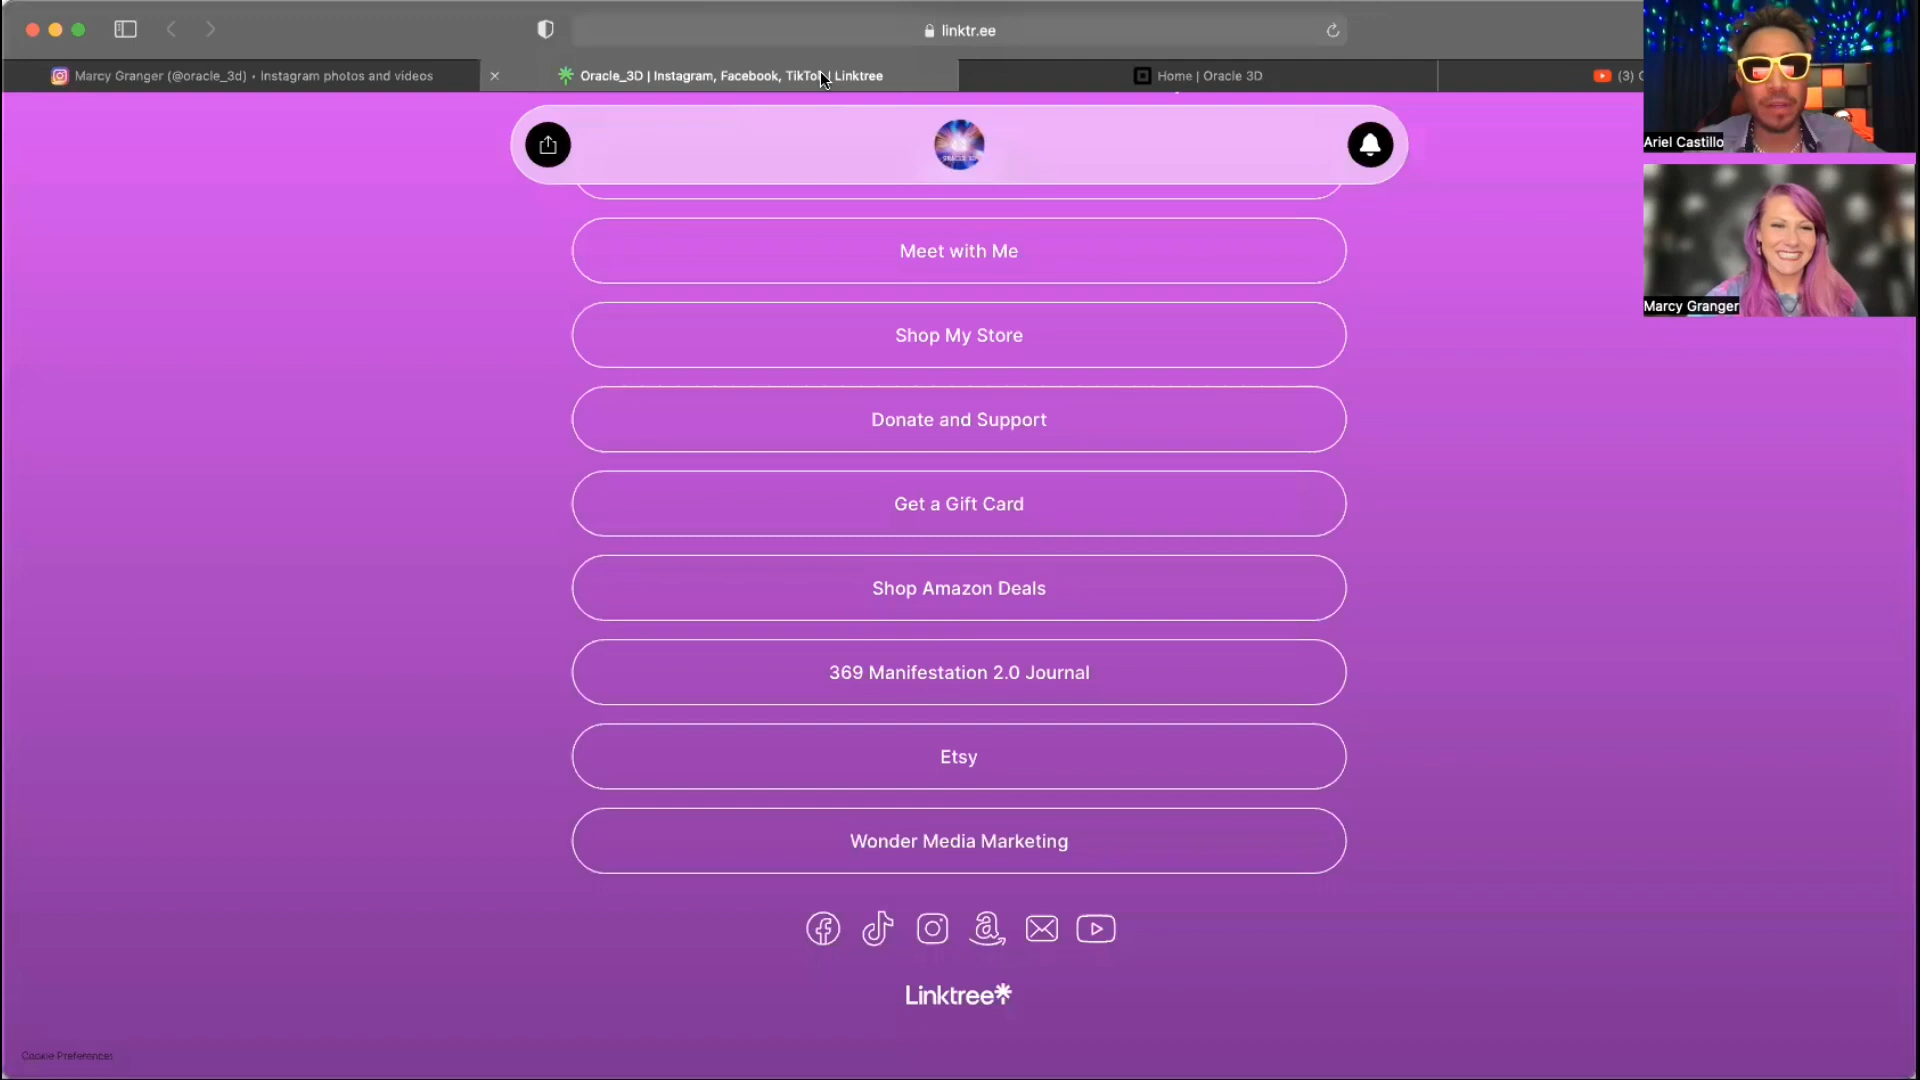 linktr.ee
Marcy Granger (@oracle_3d) • Instagram photos and videos
Oracle_3D | Instagram, Facebook, TikTok | Linktree
Home | Oracle 3D
(3)
Ariel Castillo
Marcy Granger
Meet with Me
Shop My Store
Donate and Support
Get a Gift Card
Shop Amazon Deals
369 Manifestation 2.0 Journal
Etsy
Wonder Media Marketing
Linktree
Cookie Preferences